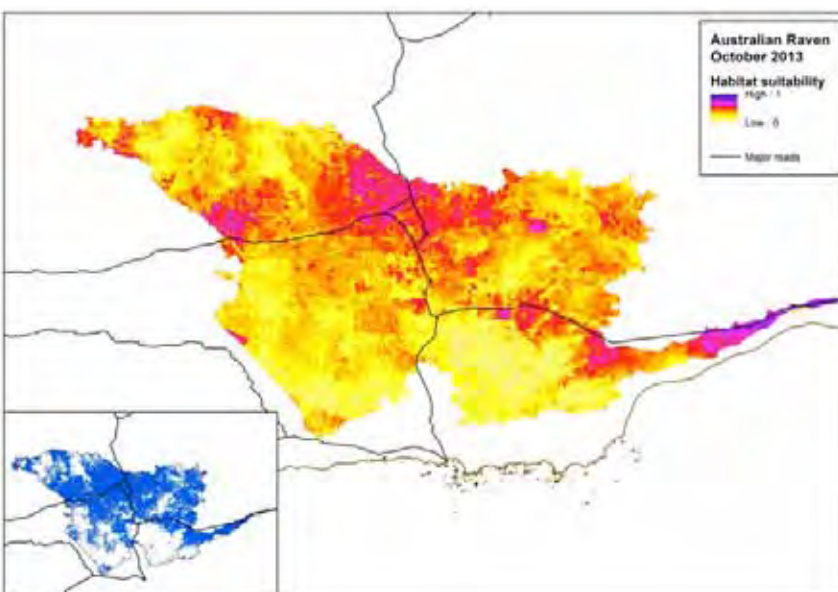 Australian Raven
October 2013
Habitat suitability
High : 1
Low : 0
Major roads